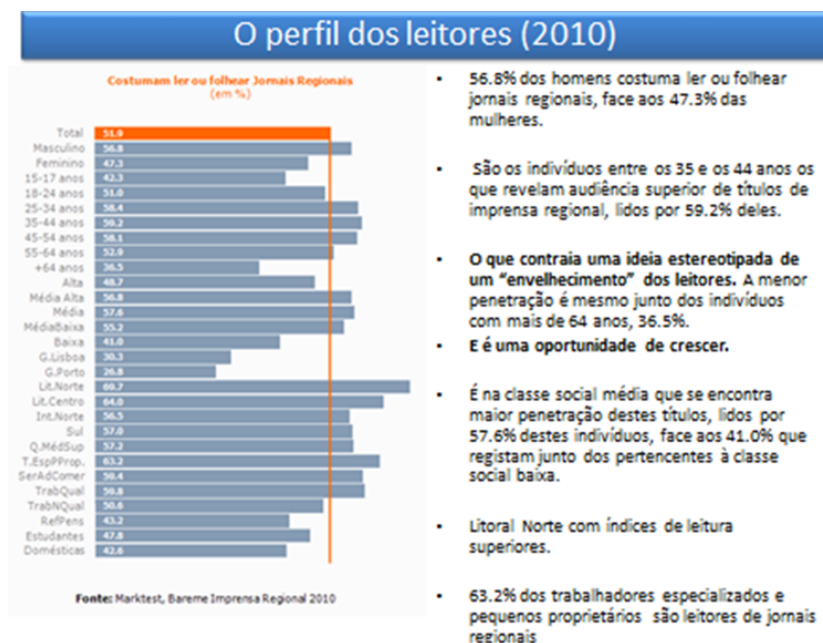 O perfil dos leitores (2010)
Costumam ler ou folhear Jornais Regionais
(em %)
Total 51.9
Masculino 56.8
Feminino 47.3
15-17 anos 42.3
18-24 anos 51.0
25-34 anos 58.4
35-44 anos 59.2
45-54 anos 58.1
55-64 anos 52.9
+64 anos 36.5
Alta 48.7
Média Alta 56.8
Média 57.6
MédiaBaixa 55.2
Baixa 41.0
G.Lisboa 30.3
G.Porto 26.8
Lit.Norte 69.7
Lit.Centro 64.0
Int.Norte 56.5
Sul 57.0
Q.MédSup 57.2
T.EspPProp. 63.2
SerAdComer 59.4
TrabQual 59.8
TrabNQual 50.6
RefPens 43.2
Estudantes 47.8
Domésticas 42.6
Fonte: Marktest, Bareme Imprensa Regional 2010
• 56.8% dos homens costuma ler ou folhear
jornais regionais, face aos 47.3% das
mulheres.
• São os indivíduos entre os 35 e os 44 anos os
que revelam audiência superior de títulos de
imprensa regional, lidos por 59.2% deles.
• O que contraia uma ideia estereotipada de
um “envelhecimento” dos leitores. A menor
penetração é mesmo junto dos indivíduos
com mais de 64 anos, 36.5%.
• E é uma oportunidade de crescer.
• É na classe social média que se encontra
maior penetração destes títulos, lidos por
57.6% destes indivíduos, face aos 41.0% que
registam junto dos pertencentes à classe
social baixa.
• Litoral Norte com índices de leitura
superiores.
• 63.2% dos trabalhadores especializados e
pequenos proprietários são leitores de jornais
regionais